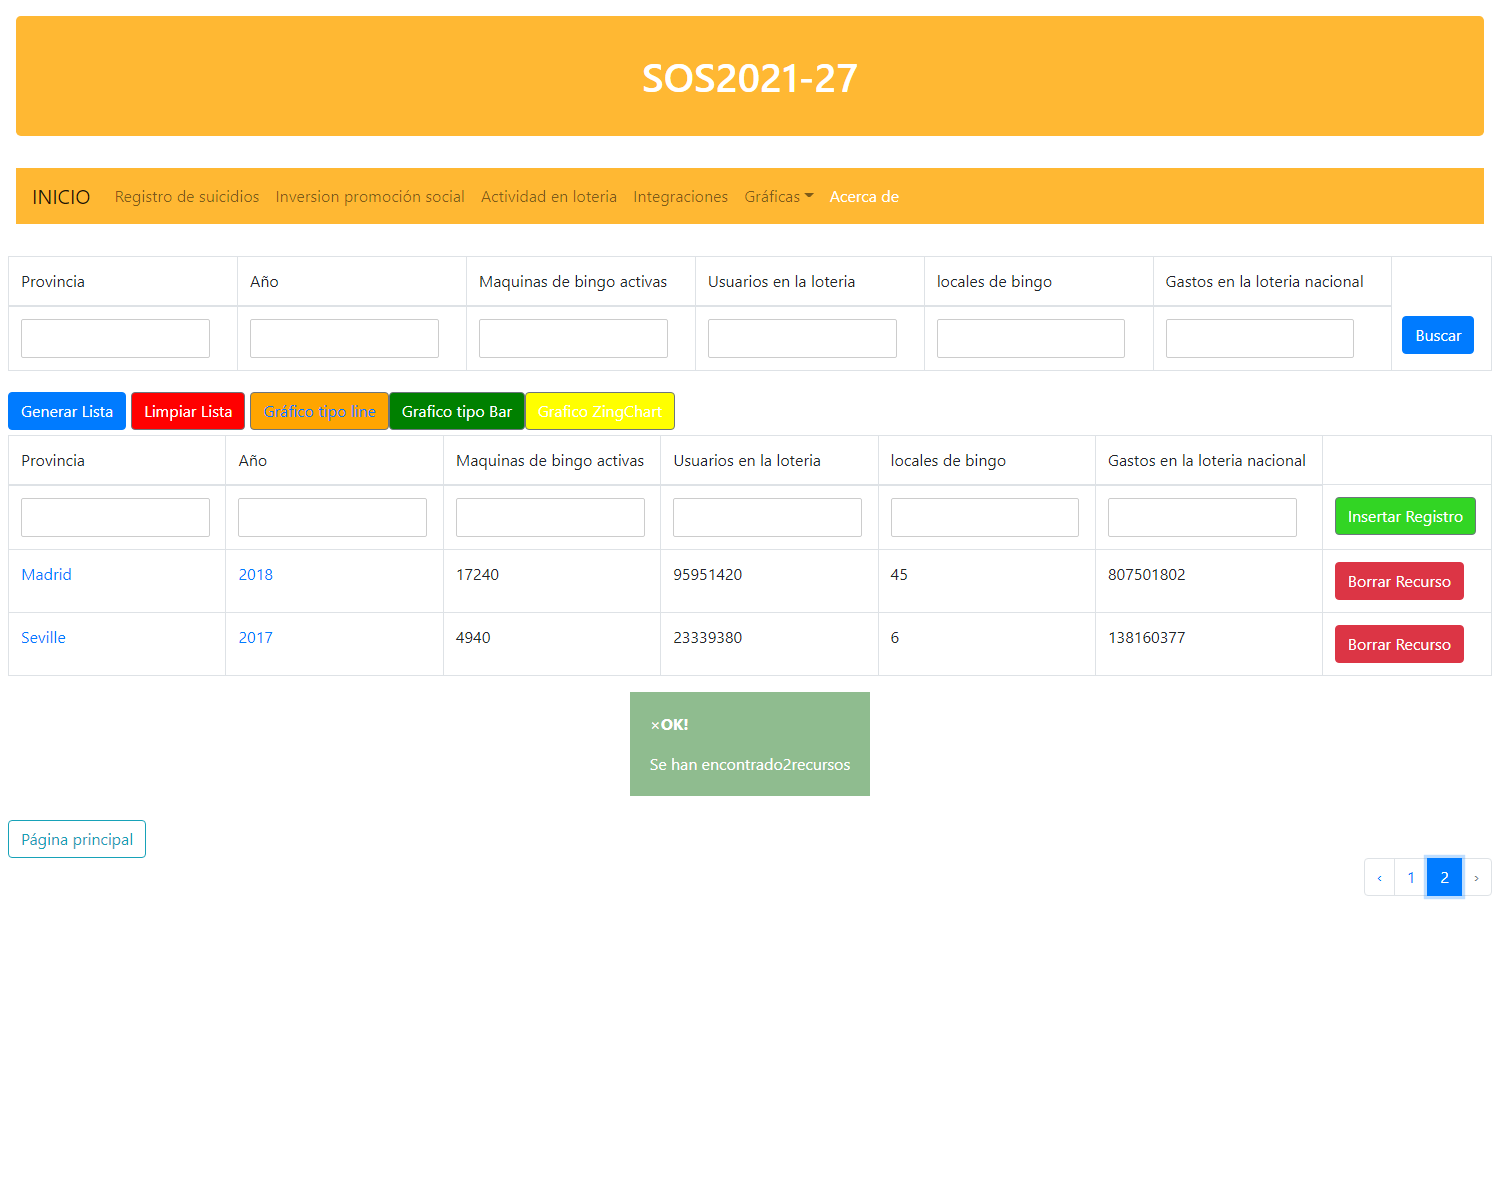 SOS2021-27
INICIO Registro de suicidios Inversion promoción social Actividad en loteria Integraciones Gráficas Acerca de
Provincia Año Maquinas de bingo activas Usuarios en la loteria locales de bingo Gastos en la loteria nacional
Buscar
Generar Lista Limpiar Lista Gráfico tipo line Grafico tipo Bar Grafico ZingChart
Provincia Año Maquinas de bingo activas Usuarios en la loteria locales de bingo Gastos en la loteria nacional
Insertar Registro
Madrid 2018 17240 95951420 45 807501802 Borrar Recurso
Seville 2017 4940 23339380 6 138160377 Borrar Recurso
×OK!
Se han encontrado2recursos
Página principal
‹ 1 2 ›